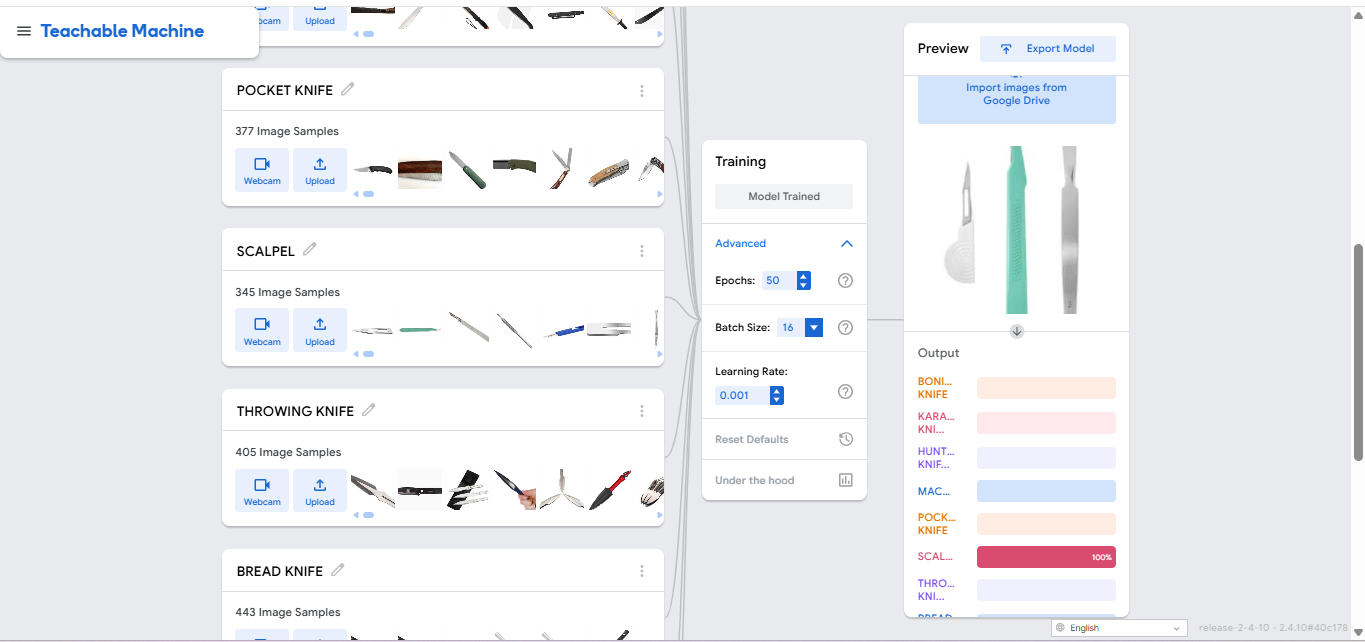 Teachable Machine
Upload
POCKET KNIFE
377 Image Samples
Webcam
Upload
SCALPEL
345 Image Samples
Webcam
Upload
THROWING KNIFE
405 Image Samples
Webcam
Upload
BREAD KNIFE
443 Image Samples
Training
Model Trained
Advanced
Epochs: 50
Batch Size: 16
Learning Rate:
0.001
Reset Defaults
Under the hood
Preview
Export Model
Import images from
Google Drive
Output
BONI...
KNIFE
KARA...
KNI...
HUNT...
KNIF...
MAC...
POCK...
KNIFE
SCAL...
100%
THRO...
KNI...
BREAD
English
release-2-4-10 - 2.4.10#40c178